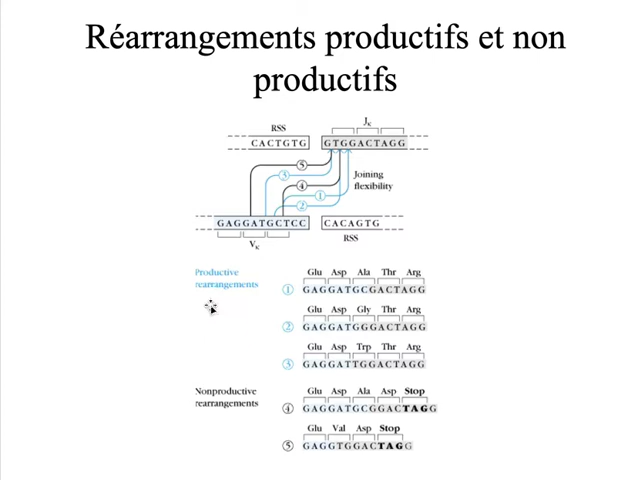 Réarrangements productifs et non
productifs
RSS
Jκ
CACTGTG
GTGGACTAGG
⑤
③
Joining
④
flexibility
①
②
GAGGATGCTCC
CACAGTG
Vκ
RSS
Productive
rearrangements
Glu Asp Ala Thr Arg
① GAGGATGCGACTAGG
Glu Asp Gly Thr Arg
② GAGGATGGGACTAGG
Glu Asp Trp Thr Arg
③ GAGGATTGGACTAGG
Nonproductive
rearrangements
Glu Asp Ala Asp Stop
④ GAGGATGCGGACTAGG
Glu Val Asp Stop
⑤ GAGGTGGACTAGG